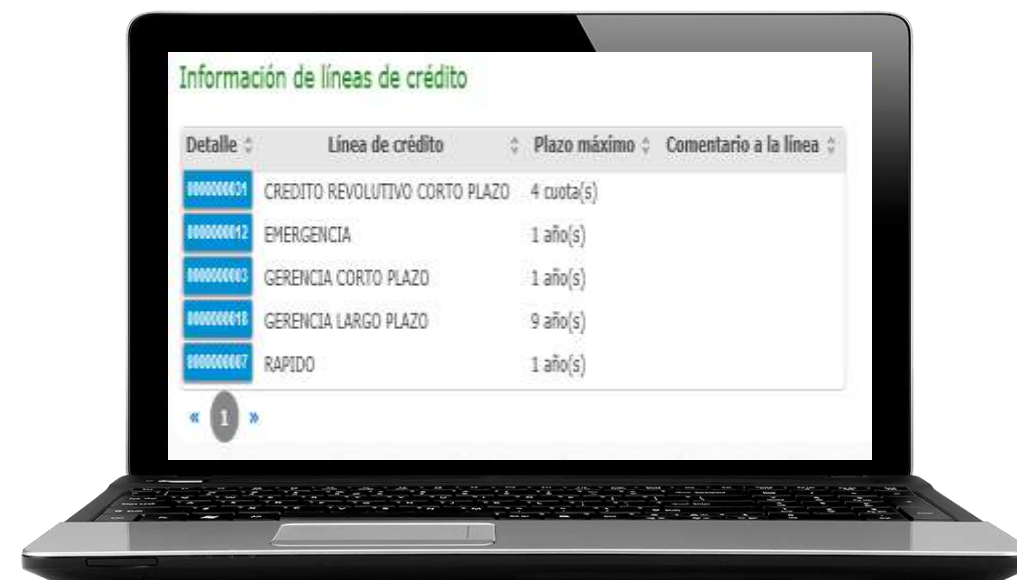 Información de líneas de crédito
Detalle Línea de crédito Plazo máximo Comentario a la línea
CREDITO REVOLUTIVO CORTO PLAZO 4 cuota(s)
EMERGENCIA 1 año(s)
GERENCIA CORTO PLAZO 1 año(s)
GERENCIA LARGO PLAZO 9 año(s)
RAPIDO 1 año(s)
« 1 »